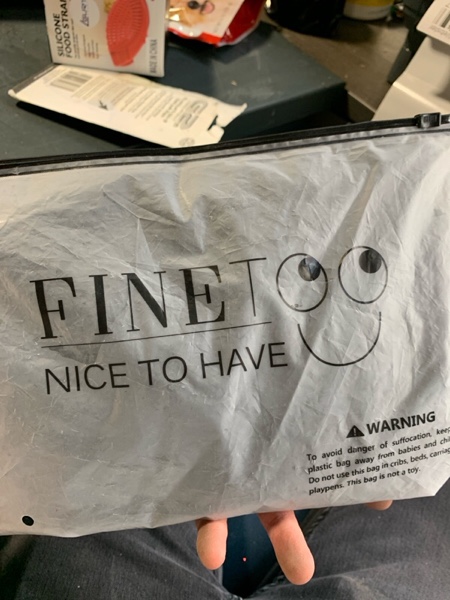 SILICONE
FOOD STRA
FINETOO
NICE TO HAVE
WARNING
To avoid danger of suffocation, keep
plastic bag away from babies and chi
Do not use this bag in cribs, beds, carriag
playpens. This bag is not a toy.